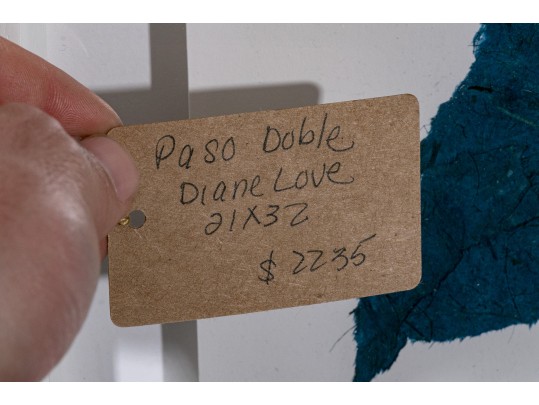 Paso Doble
Diane Love
21X32
$ 2235